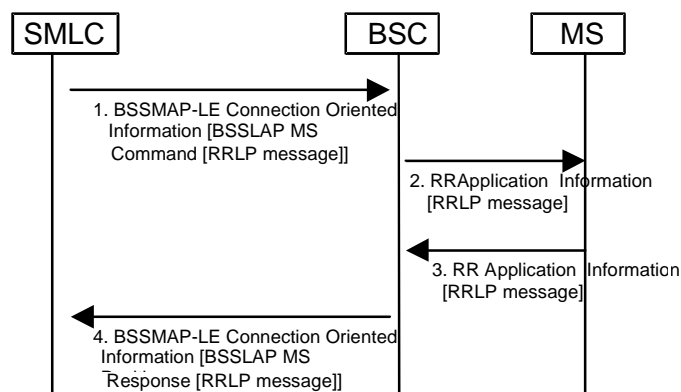 SMLC
BSC
MS
1. BSSMAP-LE Connection Oriented
Information [BSSLAP MS
Command [RRLP message]]
2. RRApplication Information
[RRLP message]
3. RR Application Information
[RRLP message]
4. BSSMAP-LE Connection Oriented
Information [BSSLAP MS
Response [RRLP message]]